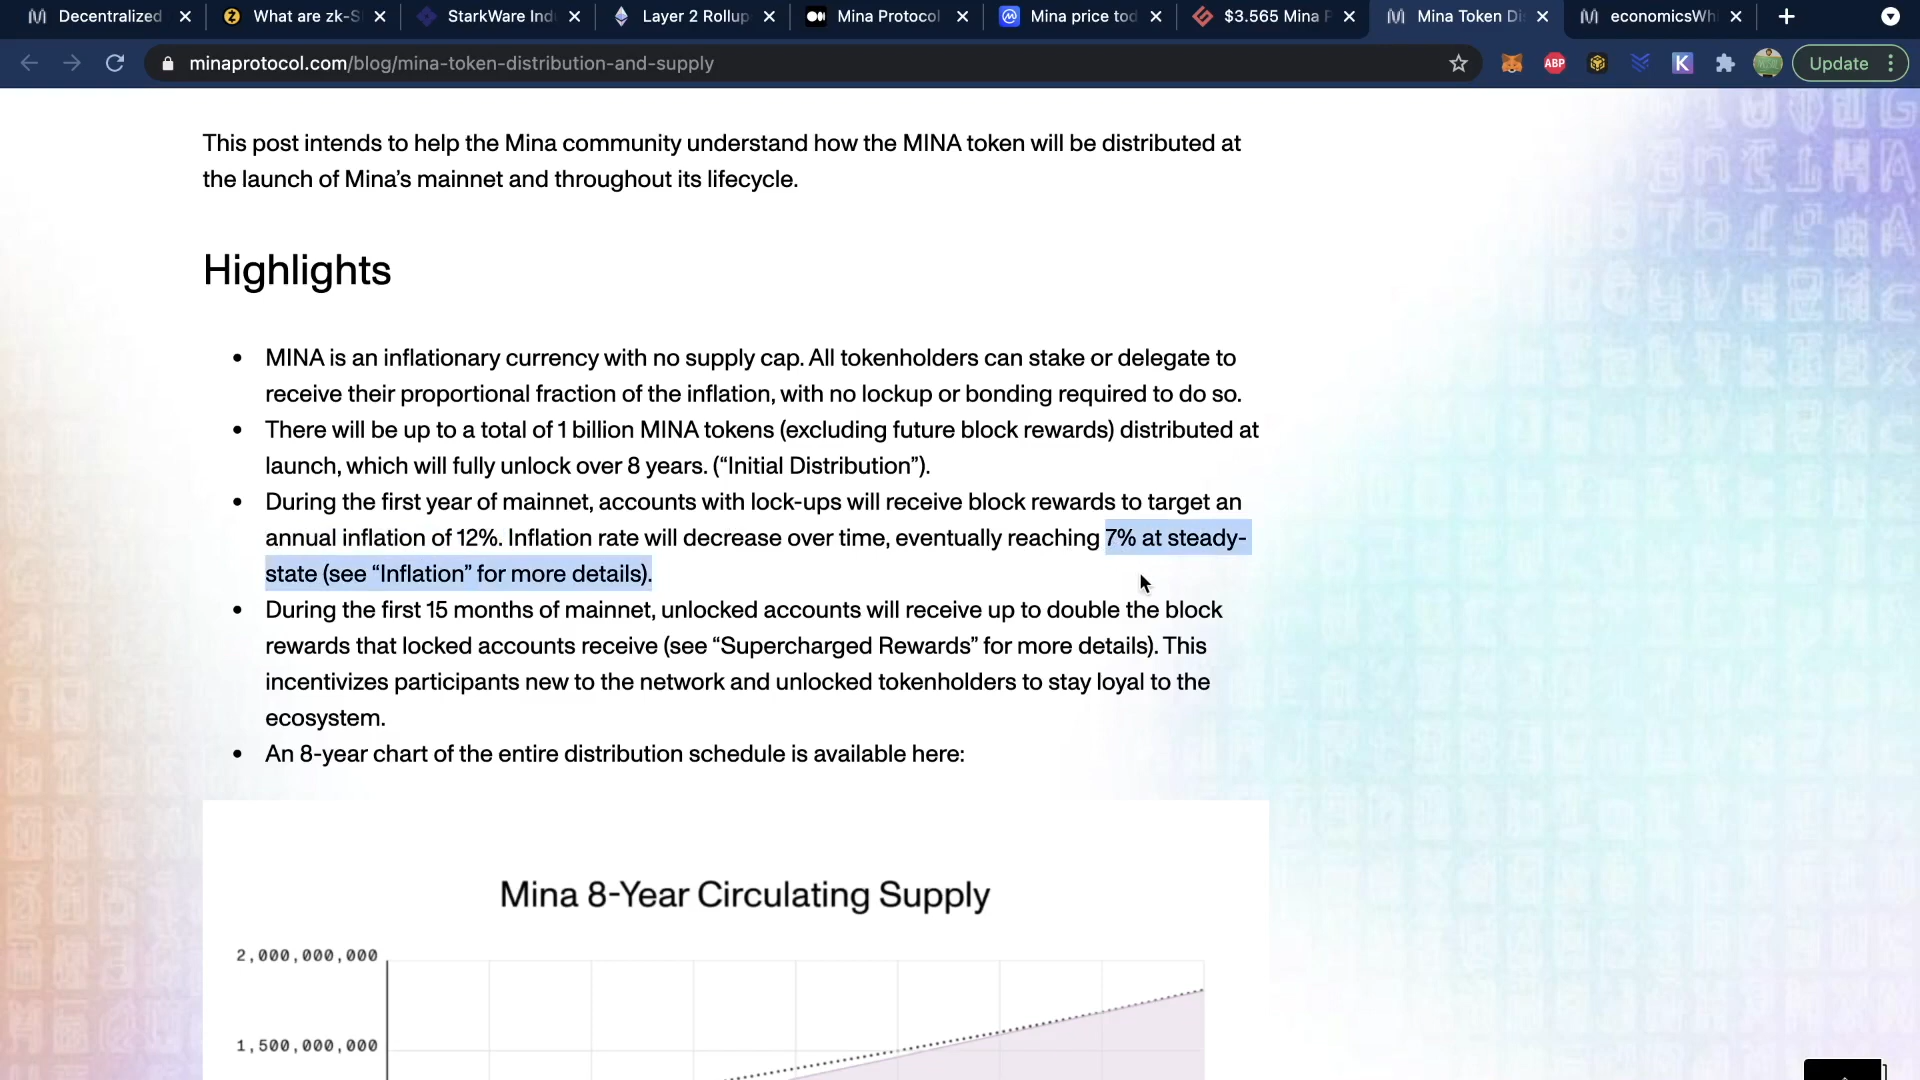 Decentralized
What are zk-S
StarkWare Ind
Layer 2 Rollup
Mina Protocol
Mina price tod
$3.565 Mina P
Mina Token Di
economicsWh
minaprotocol.com/blog/mina-token-distribution-and-supply
ABP
K
Update
This post intends to help the Mina community understand how the MINA token will be distributed at
the launch of Mina’s mainnet and throughout its lifecycle.
Highlights
• MINA is an inflationary currency with no supply cap. All tokenholders can stake or delegate to
receive their proportional fraction of the inflation, with no lockup or bonding required to do so.
• There will be up to a total of 1 billion MINA tokens (excluding future block rewards) distributed at
launch, which will fully unlock over 8 years. (“Initial Distribution”).
• During the first year of mainnet, accounts with lock-ups will receive block rewards to target an
annual inflation of 12%. Inflation rate will decrease over time, eventually reaching 7% at steady-
state (see “Inflation” for more details).
• During the first 15 months of mainnet, unlocked accounts will receive up to double the block
rewards that locked accounts receive (see “Supercharged Rewards” for more details). This
incentivizes participants new to the network and unlocked tokenholders to stay loyal to the
ecosystem.
• An 8-year chart of the entire distribution schedule is available here:
Mina 8-Year Circulating Supply
2,000,000,000
1,500,000,000